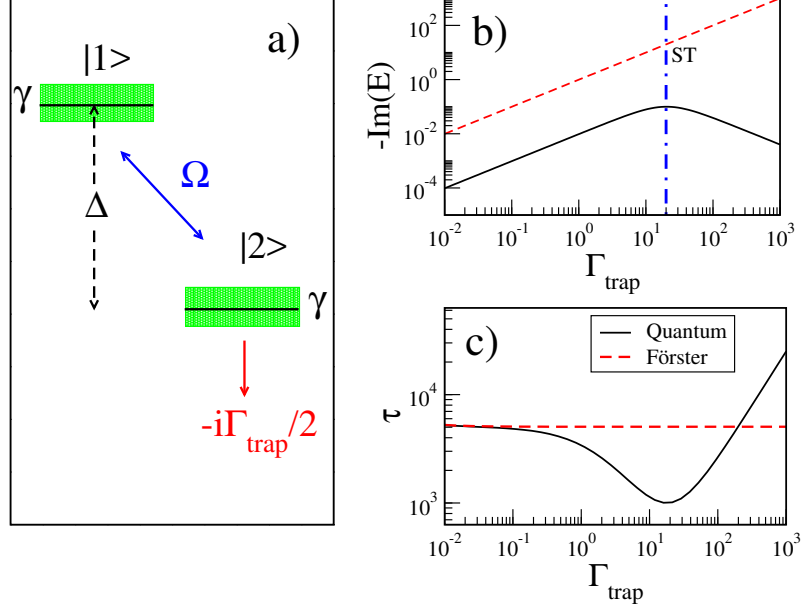 a)
|1>
γ
Ω
Δ
|2>
γ
-iΓtrap/2
b)
-Im(E)
10^2
10^0
10^-2
10^-4
ST
10^-2 10^-1 10^0 10^1 10^2 10^3
Γtrap
c)
Quantum
Förster
τ
10^4
10^3
10^-2 10^-1 10^0 10^1 10^2 10^3
Γtrap